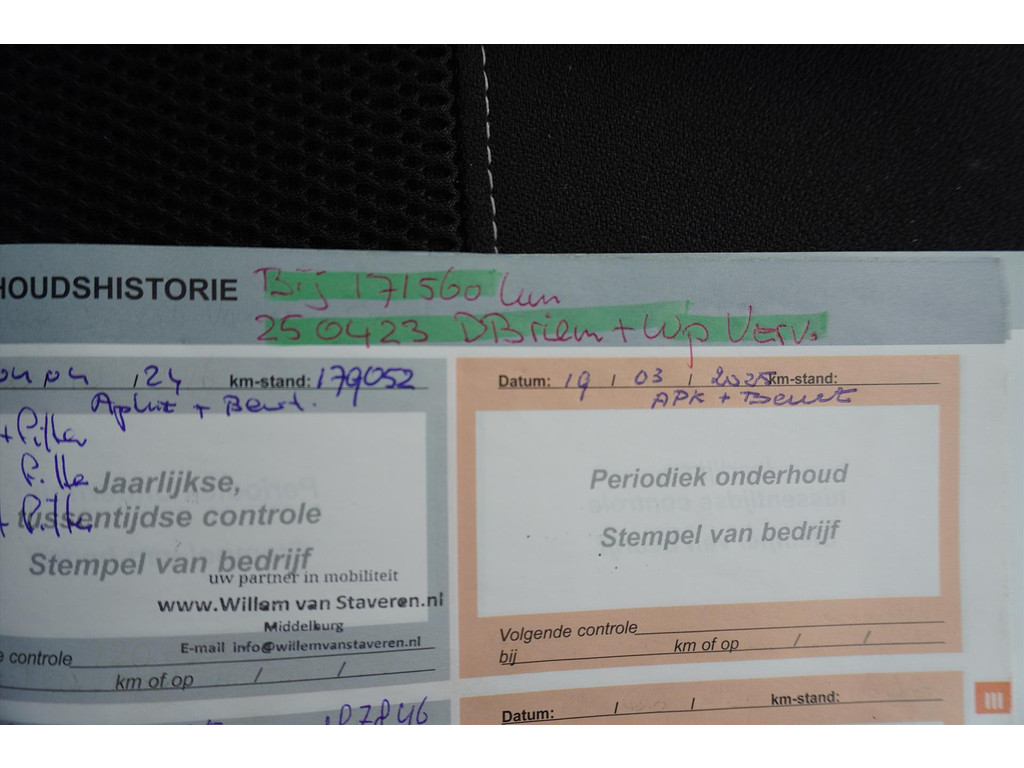 HOUDSHISTORIE
Bij 171560 km
250423 DBriem + Wp Verv.
/24 km-stand: 179052
+ Beurt.
Jaarlijkse,
tussentijdse controle
Stempel van bedrijf
uw partner in mobiliteit
www.Willem van Staveren.nl
Middelburg
E-mail info@willemvanstaveren.nl
e controle
km of op / /
Datum: 19 / 03 / 2025 km-stand:
APK + Beurt
Periodiek onderhoud
Stempel van bedrijf
Volgende controle
bij km of op / /
Datum: / / km-stand: